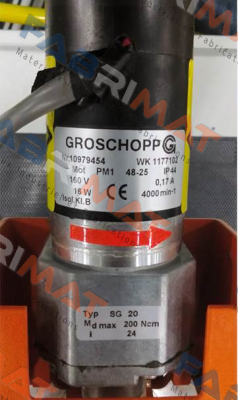 GROSCHOPP G
Nr. 10979454 WK 1177102
Mot PM1 48-25 IP44
160 V 0,17 A
16 W CE 4000 min-1
Isol.Kl.B
Typ SG 20
Md max 200 Ncm
i 24
FABRIMAT